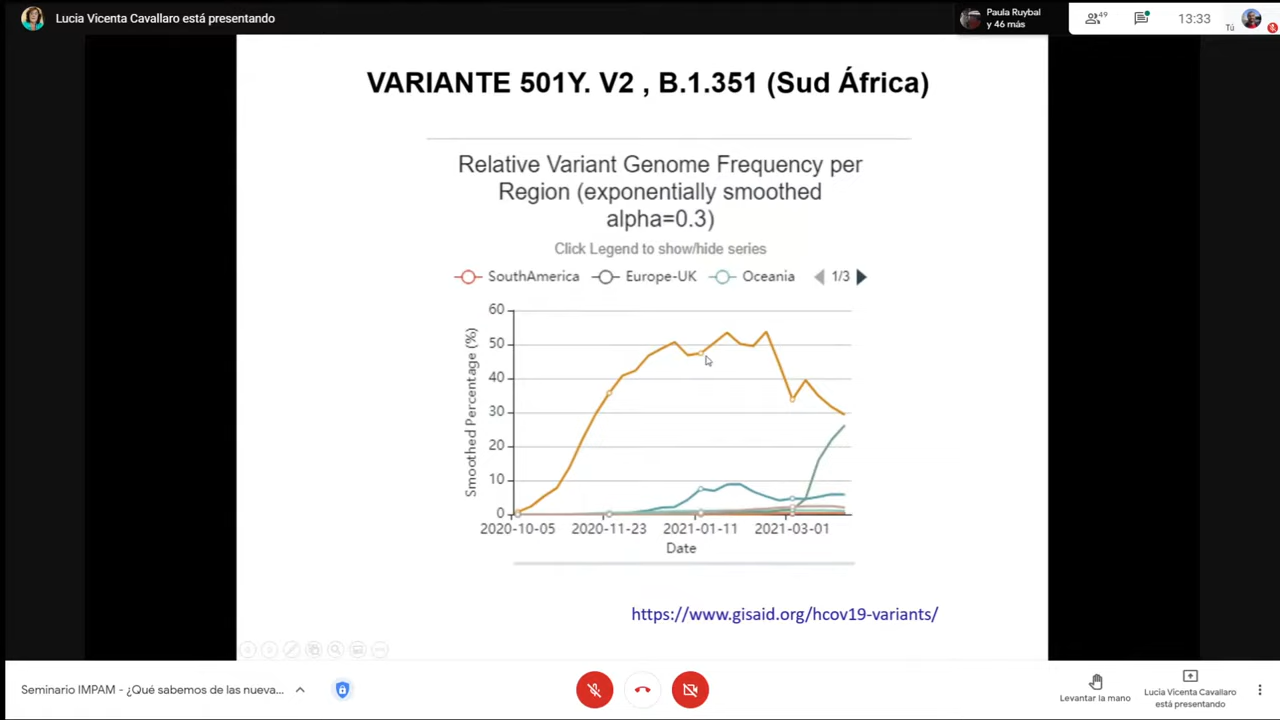 Lucia Vicenta Cavallaro está presentando
Paula Ruybal
y 46 más
49
13:33
Tú
VARIANTE 501Y. V2 , B.1.351 (Sud África)
Relative Variant Genome Frequency per
Region (exponentially smoothed
alpha=0.3)
Click Legend to show/hide series
SouthAmerica Europe-UK Oceania 1/3
Smoothed Percentage (%)
60
50
40
30
20
10
0
2020-10-05 2020-11-23 2021-01-11 2021-03-01
Date
https://www.gisaid.org/hcov19-variants/
Seminario IMPAM - ¿Qué sabemos de las nueva...
Levantar la mano
Lucia Vicenta Cavallaro
está presentando